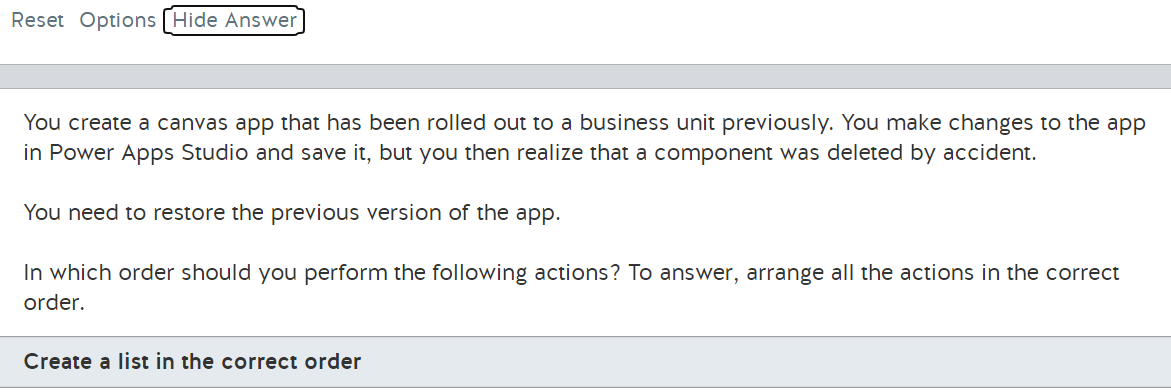 Reset Options Hide Answer
You create a canvas app that has been rolled out to a business unit previously. You make changes to the app
in Power Apps Studio and save it, but you then realize that a component was deleted by accident.
You need to restore the previous version of the app.
In which order should you perform the following actions? To answer, arrange all the actions in the correct
order.
Create a list in the correct order